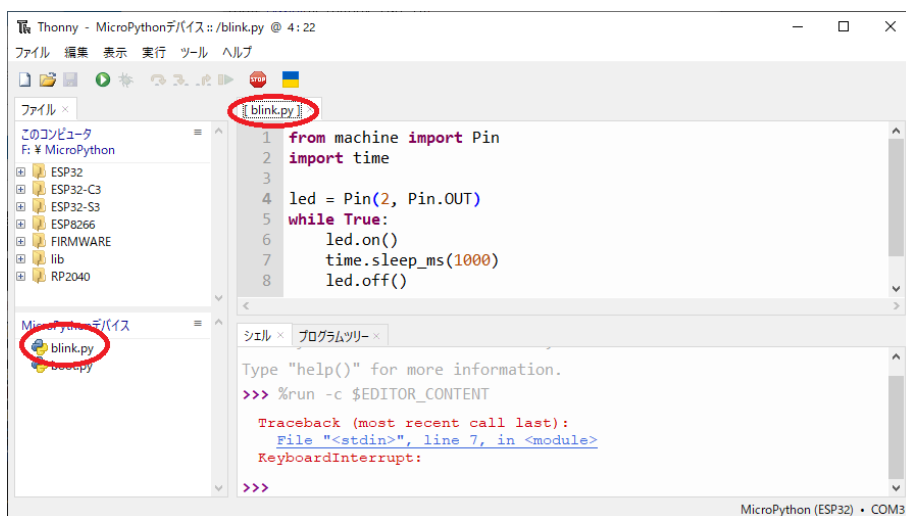 Thonny - MicroPythonデバイス :: /blink.py @ 4 : 22
ファイル 編集 表示 実行 ツール ヘルプ
STOP
ファイル ×
このコンピュータ
F: ¥ MicroPython
ESP32
ESP32-C3
ESP32-S3
ESP8266
FIRMWARE
lib
RP2040
MicroPythonデバイス
blink.py
boot.py
[ blink.py ]
1 from machine import Pin
2 import time
3
4 led = Pin(2, Pin.OUT)
5 while True:
6 led.on()
7 time.sleep_ms(1000)
8 led.off()
シェル × プログラムツリー ×
Type "help()" for more information.
>>> %run -c $EDITOR_CONTENT
Traceback (most recent call last):
File "<stdin>", line 7, in <module>
KeyboardInterrupt:
>>>
MicroPython (ESP32) • COM3